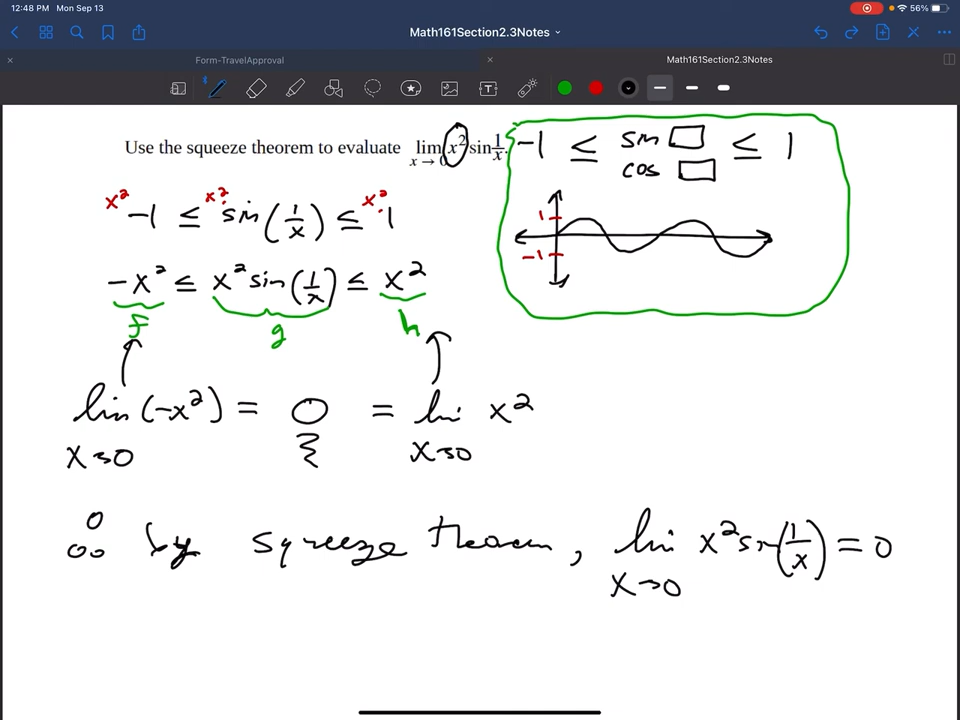 12:48 PM Mon Sep 13
56%
Math161Section2.3Notes
Form-TravelApproval
Math161Section2.3Notes
Use the squeeze theorem to evaluate lim x→0 x² sin 1/x.
-1 ≤ sin □ ≤ 1
cos □
1
-1
x² x² · x² ·
-1 ≤ sin(1/x) ≤ 1
-x² ≤ x² sin(1/x) ≤ x²
f g h
lim (-x²) = 0 = lim x²
x→0 x→0
∴ by squeeze theorem, lim x² sin(1/x) = 0
x→0